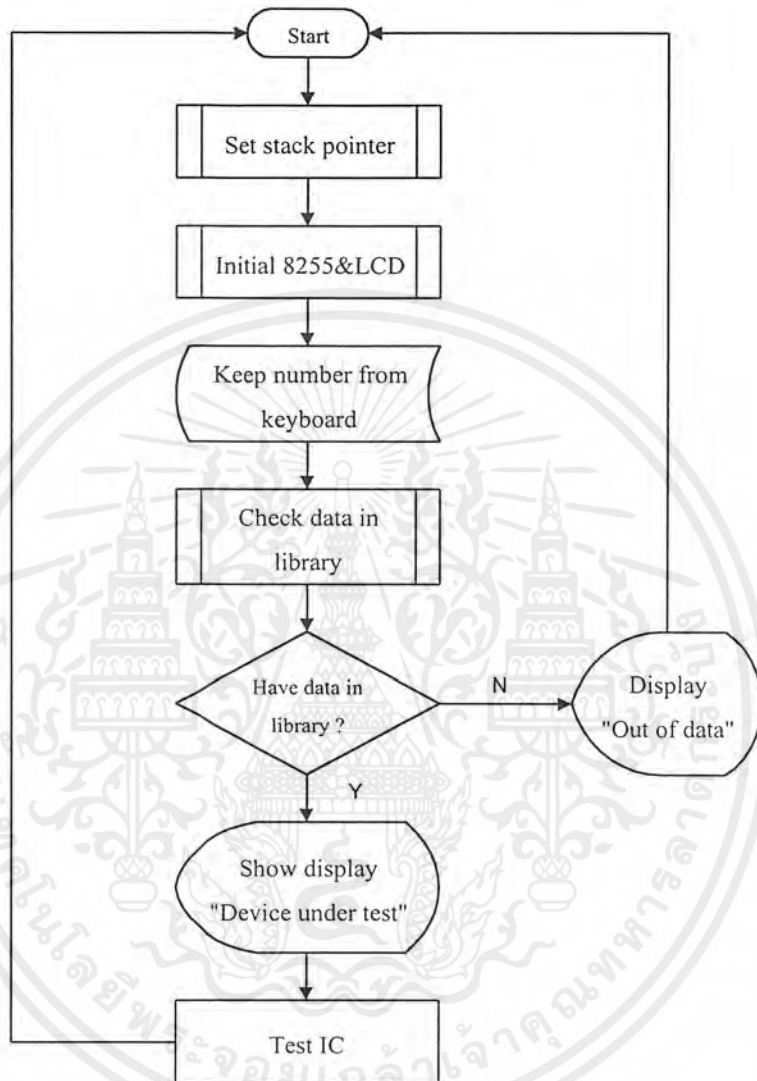 Start
Set stack pointer
Initial 8255&LCD
Keep number from
keyboard
Check data in
library
Have data in
library ?
N
Display
"Out of data"
Y
Show display
"Device under test"
Test IC